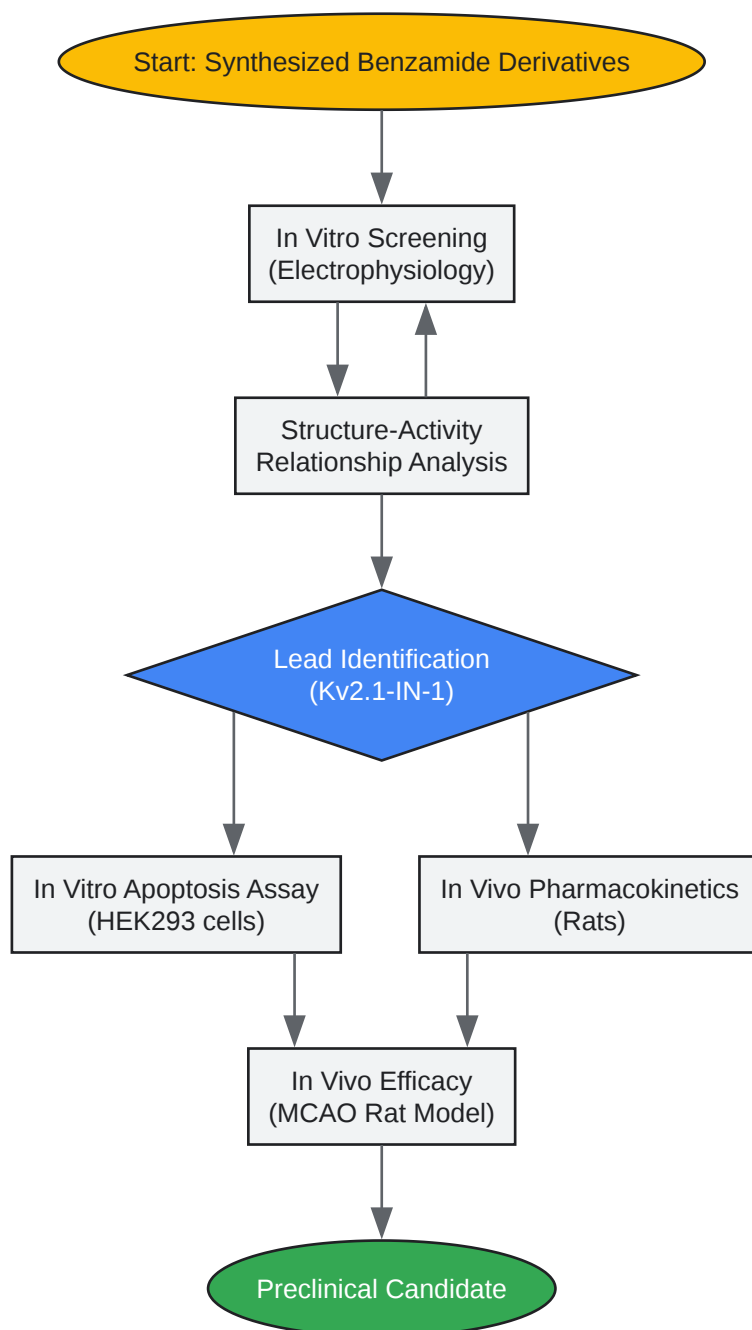 Start: Synthesized Benzamide Derivatives
In Vitro Screening
(Electrophysiology)
Structure-Activity
Relationship Analysis
Lead Identification
(Kv2.1-IN-1)
In Vitro Apoptosis Assay
(HEK293 cells)
In Vivo Pharmacokinetics
(Rats)
In Vivo Efficacy
(MCAO Rat Model)
Preclinical Candidate